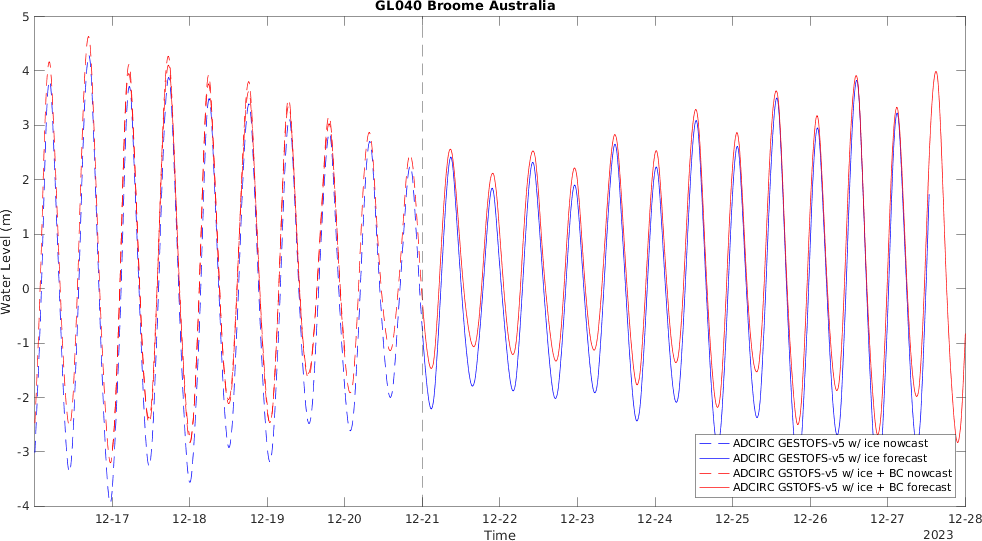 GL040 Broome Australia
5
4
3
2
1
0
-1
-2
-3
-4
Water Level (m)
ADCIRC GESTOFS-v5 w/ ice nowcast
ADCIRC GESTOFS-v5 w/ ice forecast
ADCIRC GSTOFS-v5 w/ ice + BC nowcast
ADCIRC GSTOFS-v5 w/ ice + BC forecast
12-17 12-18 12-19 12-20 12-21 12-22 12-23 12-24 12-25 12-26 12-27 12-28
Time 2023